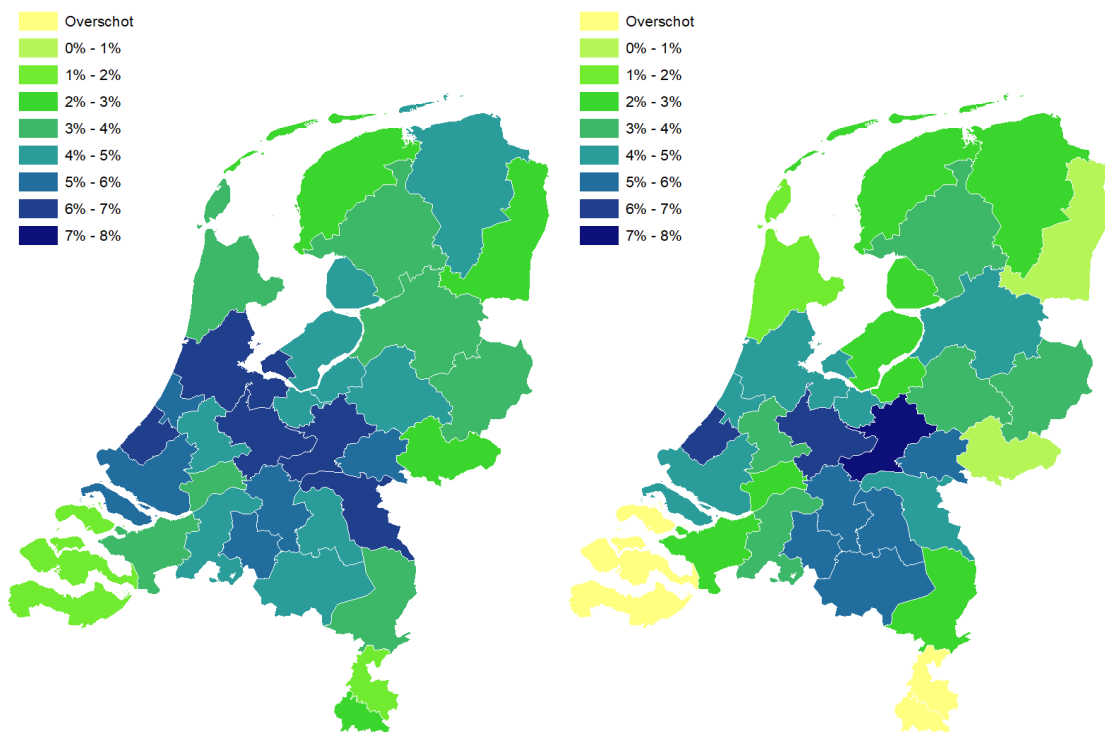 Overschot
0% - 1%
1% - 2%
2% - 3%
3% - 4%
4% - 5%
5% - 6%
6% - 7%
7% - 8%
Overschot
0% - 1%
1% - 2%
2% - 3%
3% - 4%
4% - 5%
5% - 6%
6% - 7%
7% - 8%